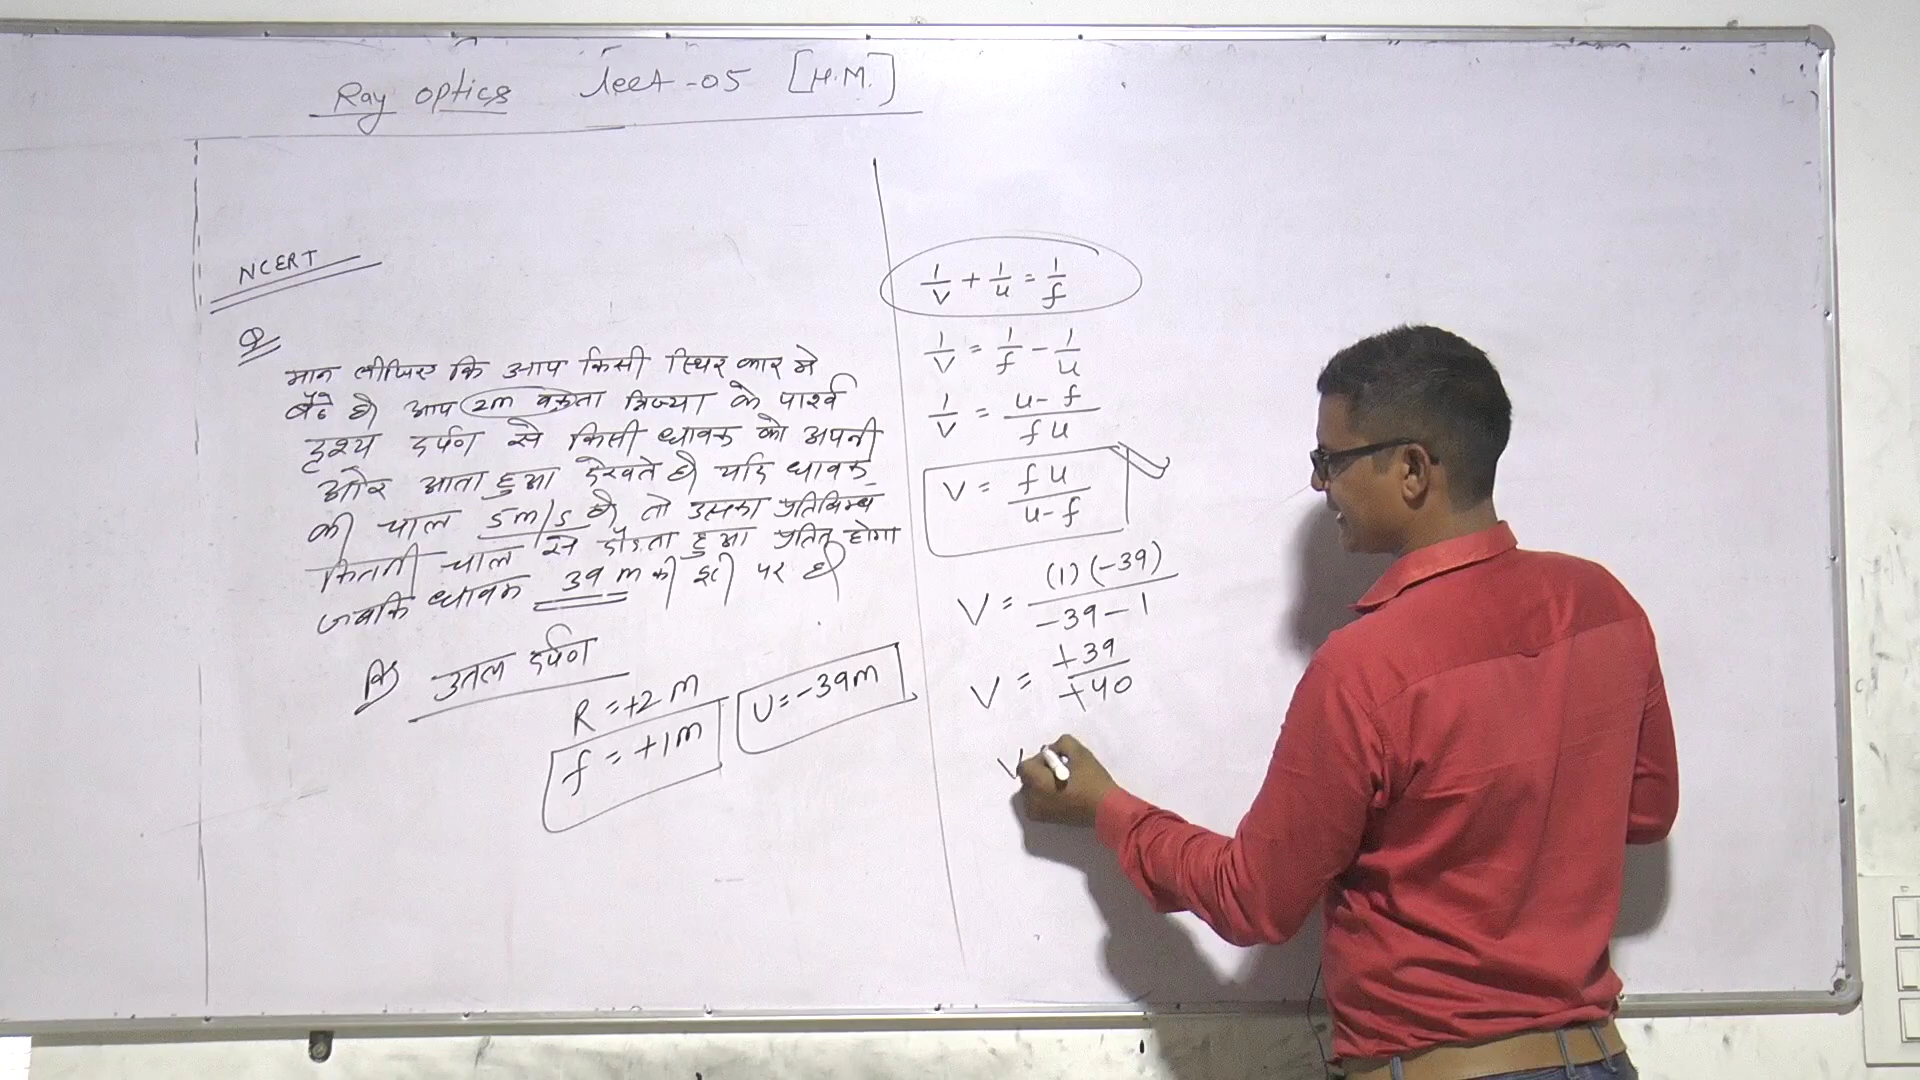 Ray optics Lect-05 [H.M.]
NCERT
Q
मान लीजिए कि आप किसी स्थिर कार मे
बैठे है। आप 2m वक्रता त्रिज्या के पार्श्व
दृश्य दर्पण से किसी धावक को अपनी
ओर आता हुआ देखते है। यदि धावक
की चाल 5m/s है, तो उसका प्रतिबिम्ब
कितनी चाल से दौड़ता हुआ प्रतित होगा
जबकि धावक 39 m की दूरी पर है।
उत्तल दर्पण
R = +2 m
f = +1m
U = -39m
1/v + 1/u = 1/f
1/v = 1/f - 1/u
1/v = u-f/fu
V = fu/u-f
V = (1)(-39)/-39-1
V = +39/+40
V